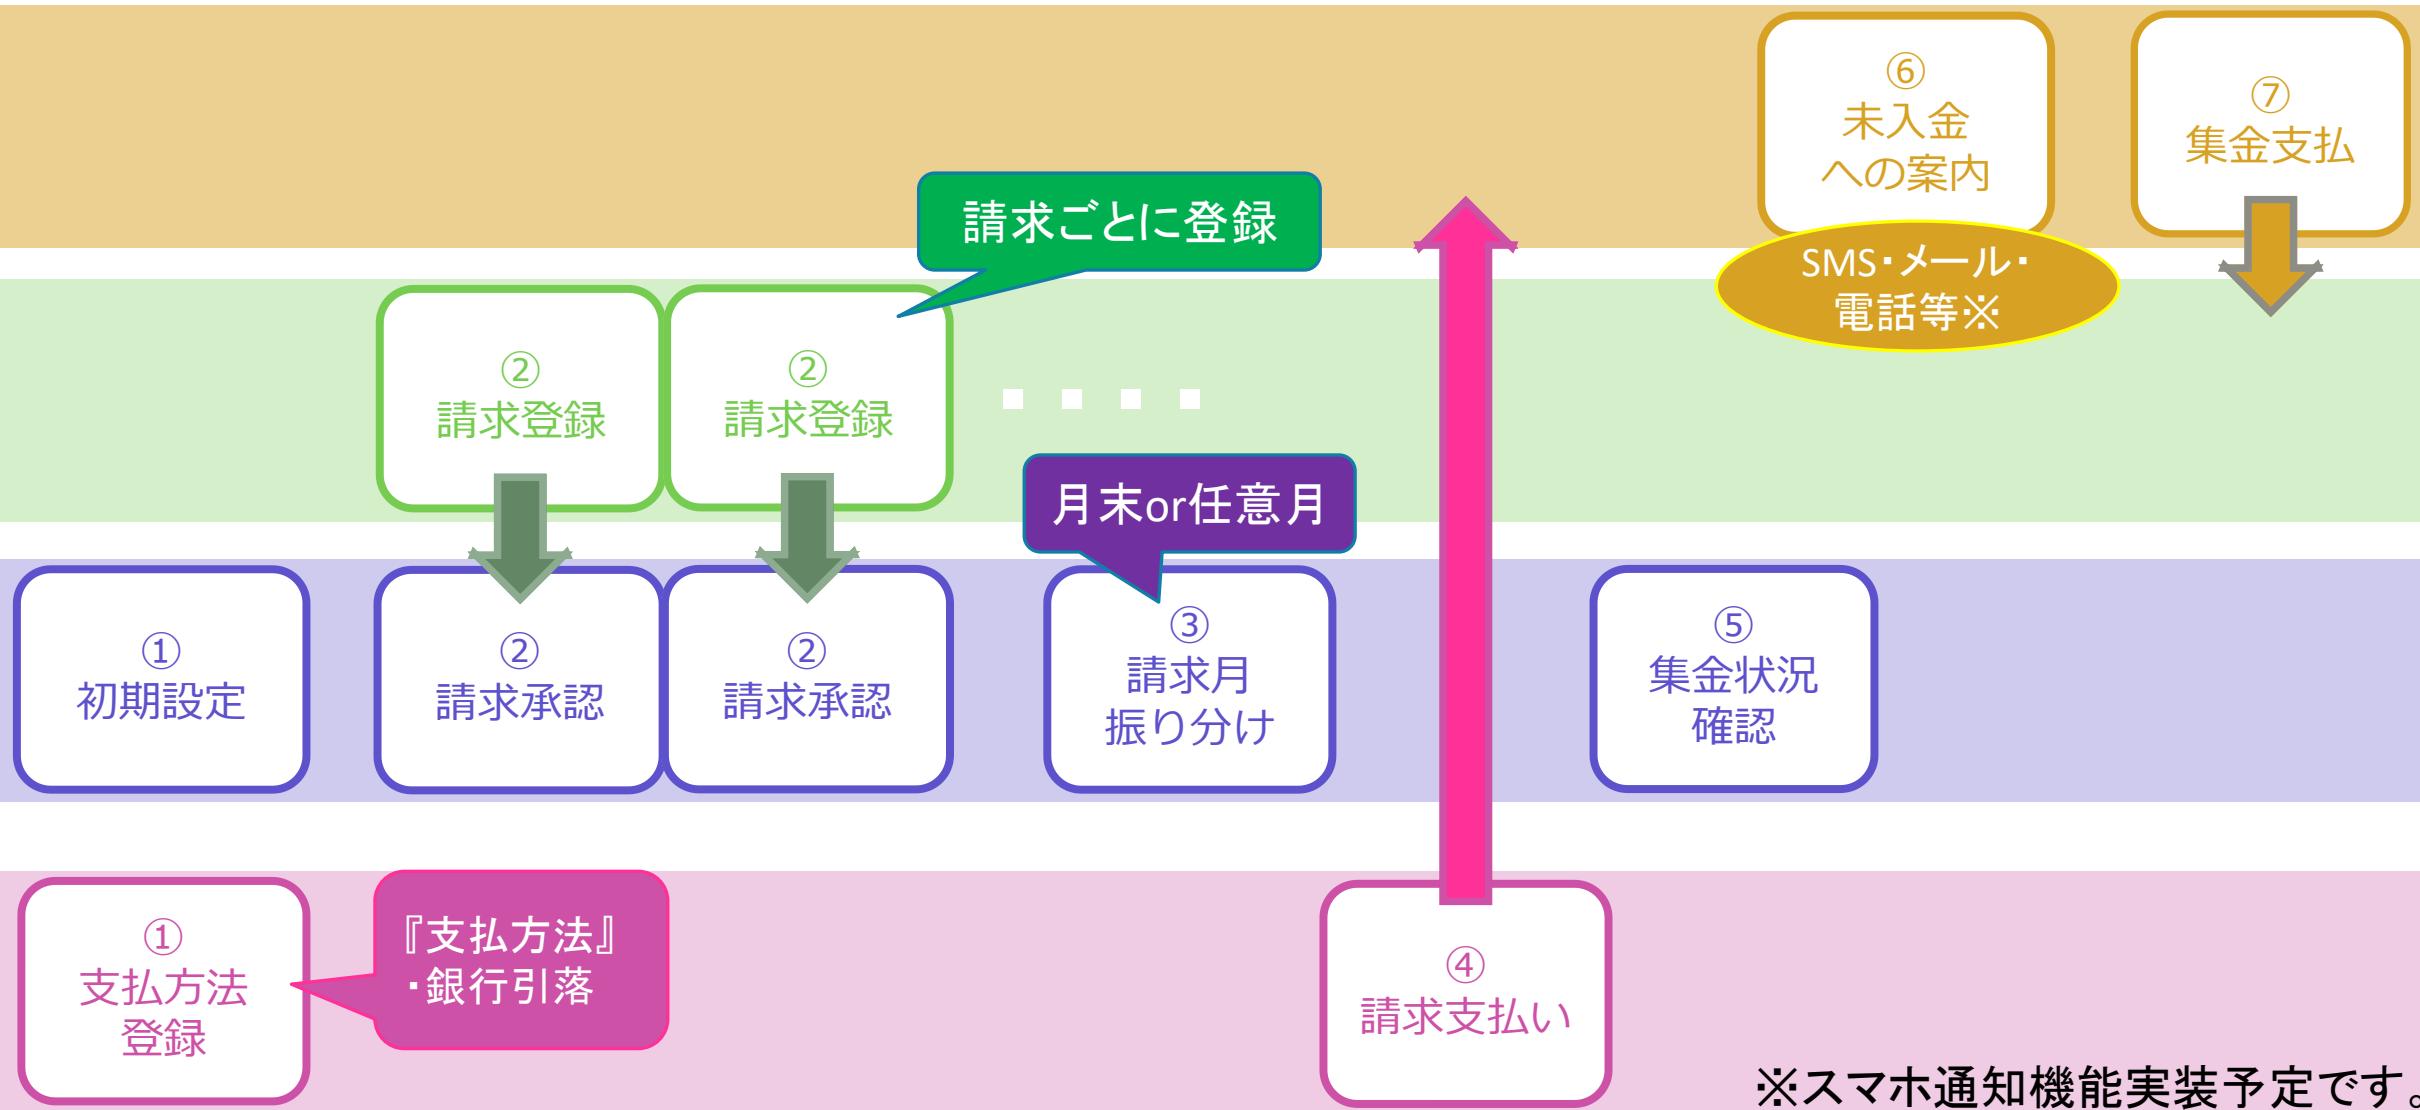 ⑥
未入金
への案内
⑦
集金支払
請求ごとに登録
SMS・メール・
電話等※
②
請求登録
②
請求登録
・・・・
月末or任意月
①
初期設定
②
請求承認
②
請求承認
③
請求月
振り分け
⑤
集金状況
確認
①
支払方法
登録
『支払方法』
・銀行引落
④
請求支払い
※スマホ通知機能実装予定です。